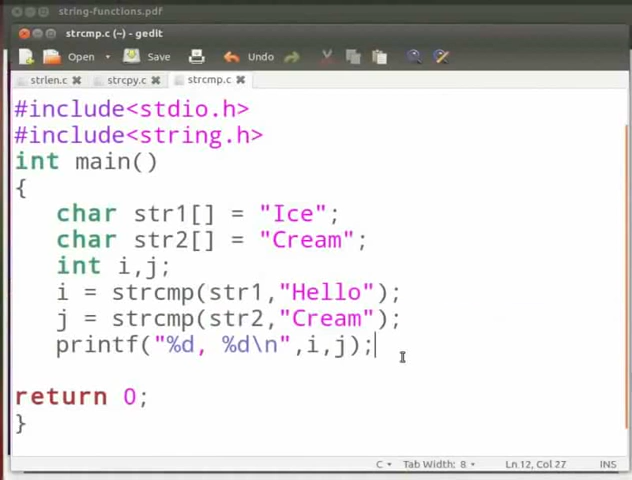 string-functions.pdf
strcmp.c (~) - gedit
Open Save Undo
strlen.c strcpy.c strcmp.c
#include<stdio.h>
#include<string.h>
int main()
{
char str1[] = "Ice";
char str2[] = "Cream";
int i,j;
i = strcmp(str1,"Hello");
j = strcmp(str2,"Cream");
printf("%d, %d\n",i,j);
return 0;
}
C Tab Width: 8 Ln 12, Col 27 INS